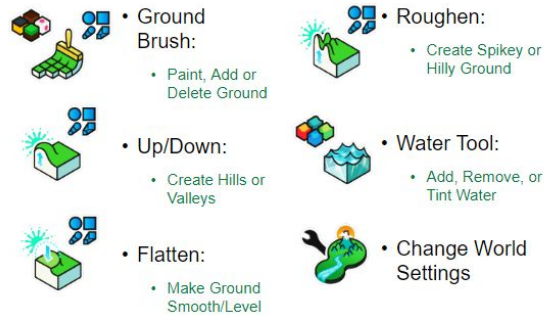 • Ground
Brush:
• Paint, Add or
Delete Ground
• Up/Down:
• Create Hills or
Valleys
• Flatten:
• Make Ground
Smooth/Level
• Roughen:
• Create Spikey or
Hilly Ground
• Water Tool:
• Add, Remove, or
Tint Water
• Change World
Settings